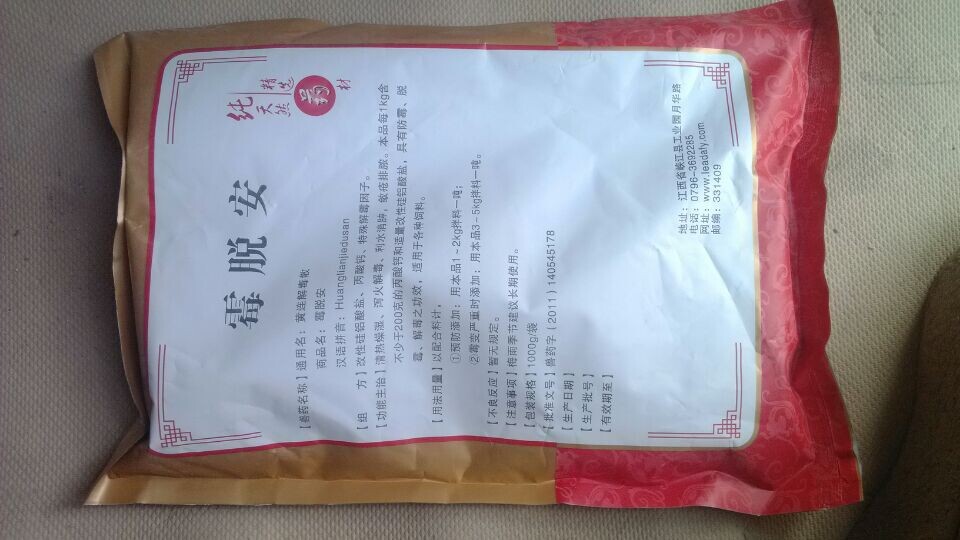 纯天然
精选
药
材
霉脱安
【兽药名称】通用名：黄连解毒散
商品名：霉脱安
汉语拼音：Huanglianjiedusan
【组 方】改性硅铝酸盐、丙酸钙、特殊解霉因子。
【功能主治】清热燥湿、泻火解毒、利水消肿，敛疮排脓。本品每1kg含
不少于200克的丙酸钙和适量改性硅铝酸盐，具有防霉、脱
霉、解毒之功效，适用于各种饲料。
【用法用量】以配合料计，
①预防添加：用本品1~2kg拌料一吨；
②霉变严重时添加：用本品3-5kg拌料一吨。
【不良反应】暂无规定。
【注意事项】梅雨季节建议长期使用。
【包装规格】1000g/袋
【批准文号】兽药字（2011）140545178
【生产日期】
【生产批号】
【有效期至】
地址：江西省峡江县工业园月华路
电话：0796-3692285
网址：www.leadafy.com
邮编：331409